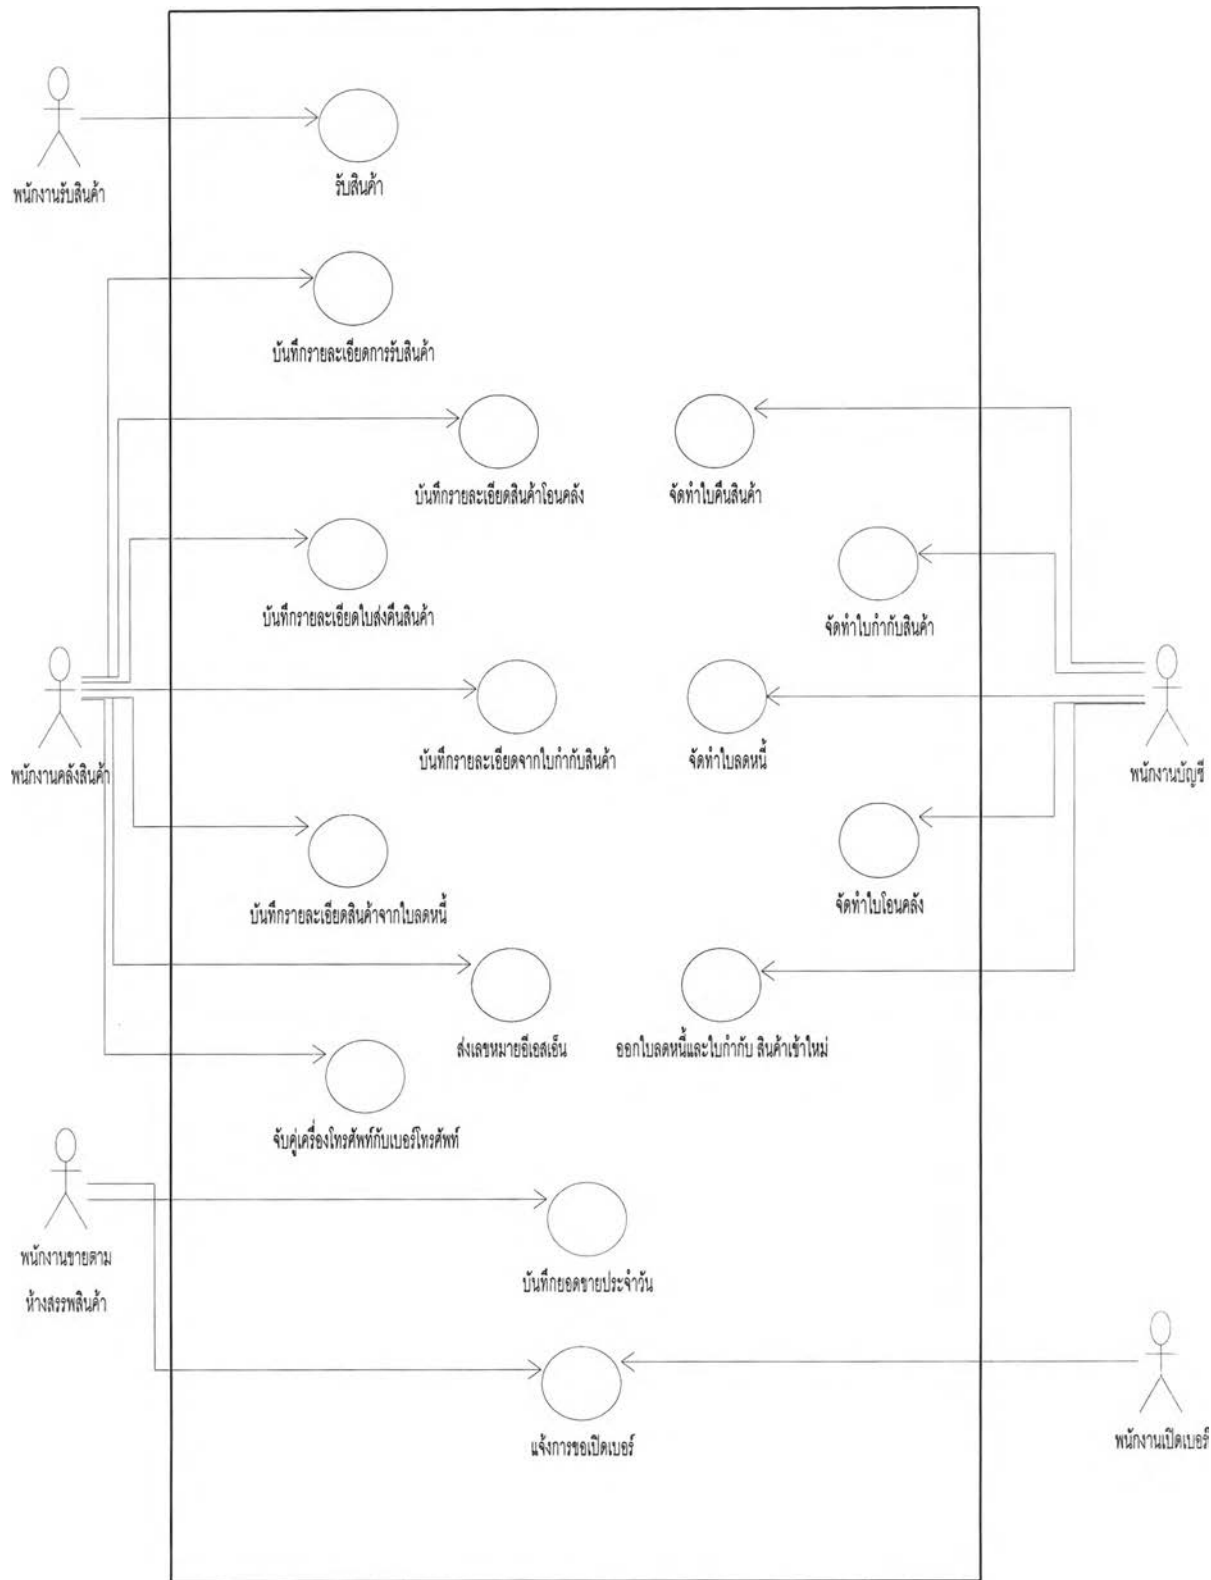 พนักงานรับสินค้า
รับสินค้า
บันทึกรายละเอียดการรับสินค้า
บันทึกรายละเอียดสินค้าโอนคลัง
จัดทำใบคืนสินค้า
บันทึกรายละเอียดใบส่งคืนสินค้า
จัดทำใบกำกับสินค้า
พนักงานคลังสินค้า
บันทึกรายละเอียดจากใบกำกับสินค้า
จัดทำใบลดหนี้
พนักงานบัญชี
บันทึกรายละเอียดสินค้าจากใบลดหนี้
จัดทำใบโอนคลัง
ส่งเลขหมายอีเอสเอ็น
ออกใบลดหนี้และใบกำกับ สินค้าเข้าใหม่
จับคู่เครื่องโทรศัพท์กับเบอร์โทรศัพท์
พนักงานขายตาม
ห้างสรรพสินค้า
บันทึกยอดขายประจำวัน
แจ้งการขอเปิดเบอร์
พนักงานเปิดเบอร์